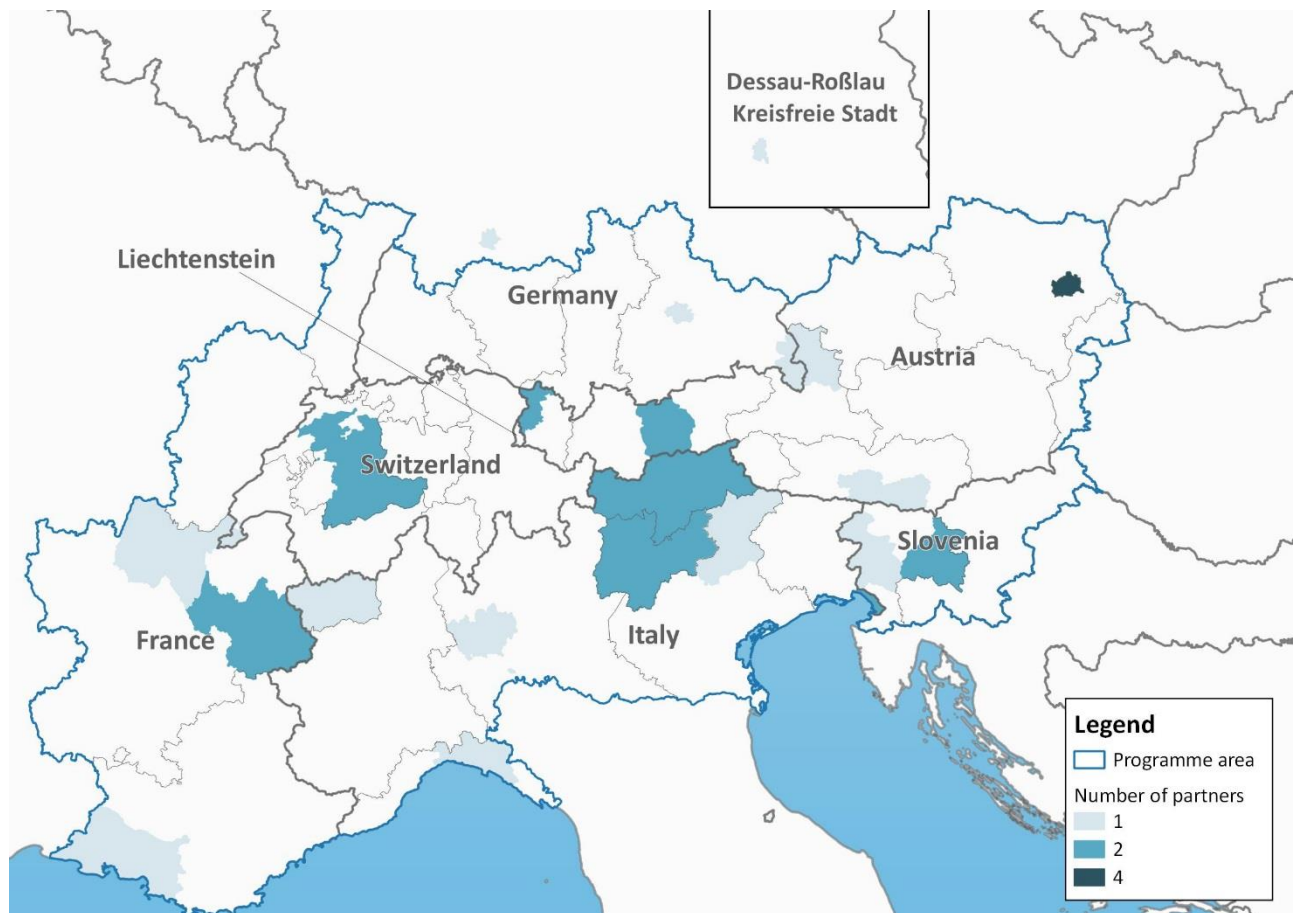 Dessau-Roßlau
Kreisfreie Stadt
Liechtenstein
Germany
Austria
Switzerland
Slovenia
France
Italy
Legend
Programme area
Number of partners
1
2
4